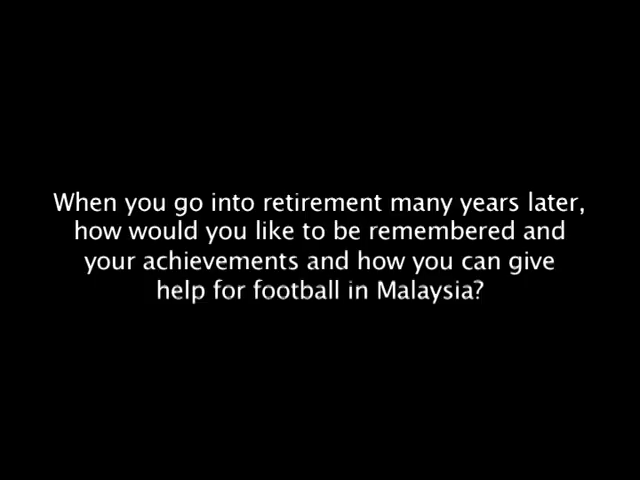 When you go into retirement many years later,
how would you like to be remembered and
your achievements and how you can give
help for football in Malaysia?